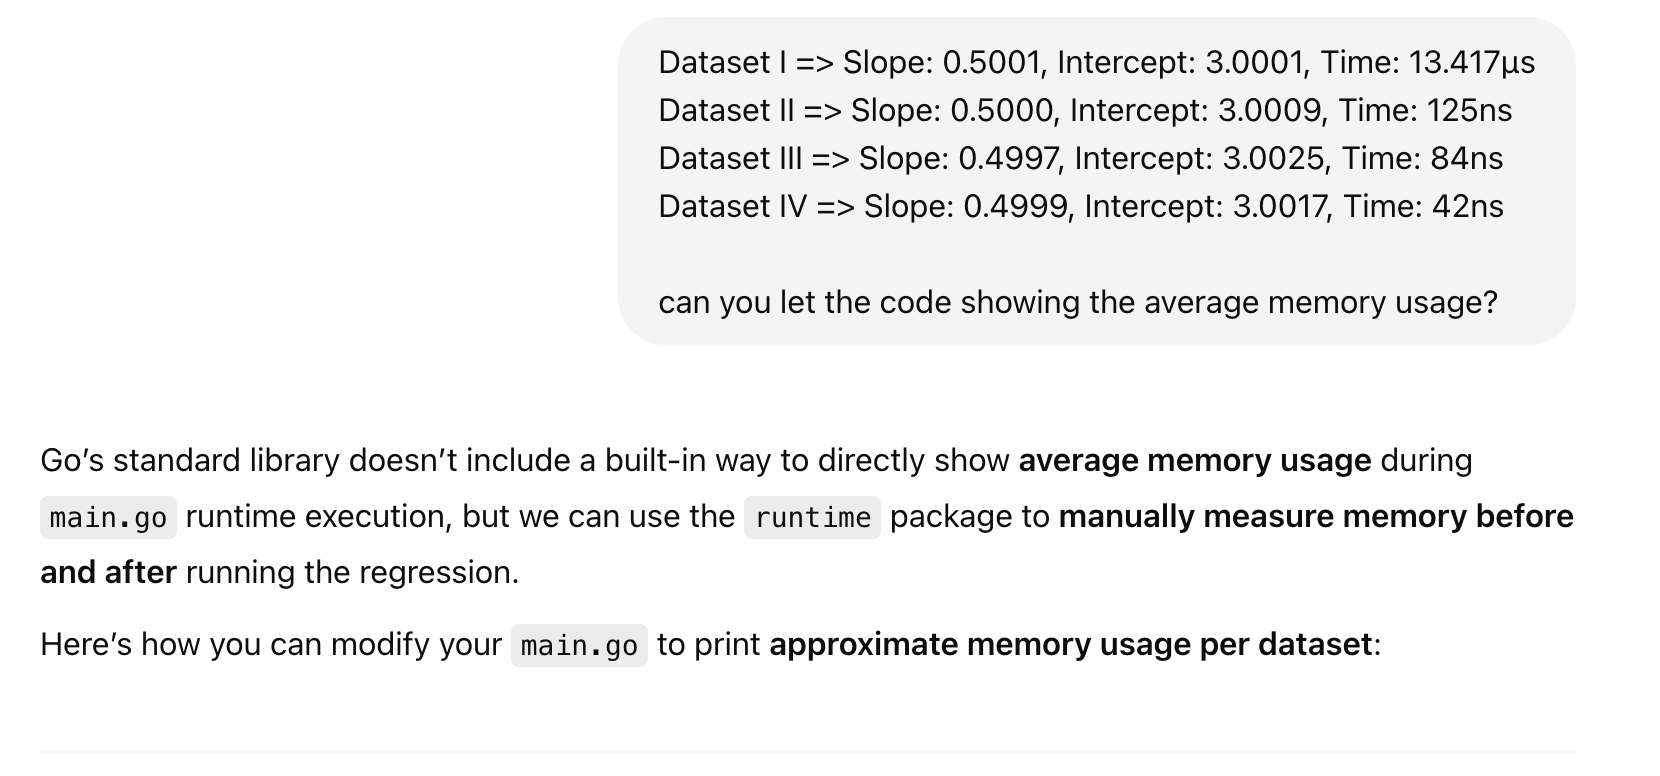 Dataset I => Slope: 0.5001, Intercept: 3.0001, Time: 13.417µs
Dataset II => Slope: 0.5000, Intercept: 3.0009, Time: 125ns
Dataset III => Slope: 0.4997, Intercept: 3.0025, Time: 84ns
Dataset IV => Slope: 0.4999, Intercept: 3.0017, Time: 42ns
can you let the code showing the average memory usage?
Go’s standard library doesn’t include a built-in way to directly show average memory usage during
main.go runtime execution, but we can use the runtime package to manually measure memory before
and after running the regression.
Here’s how you can modify your main.go to print approximate memory usage per dataset: